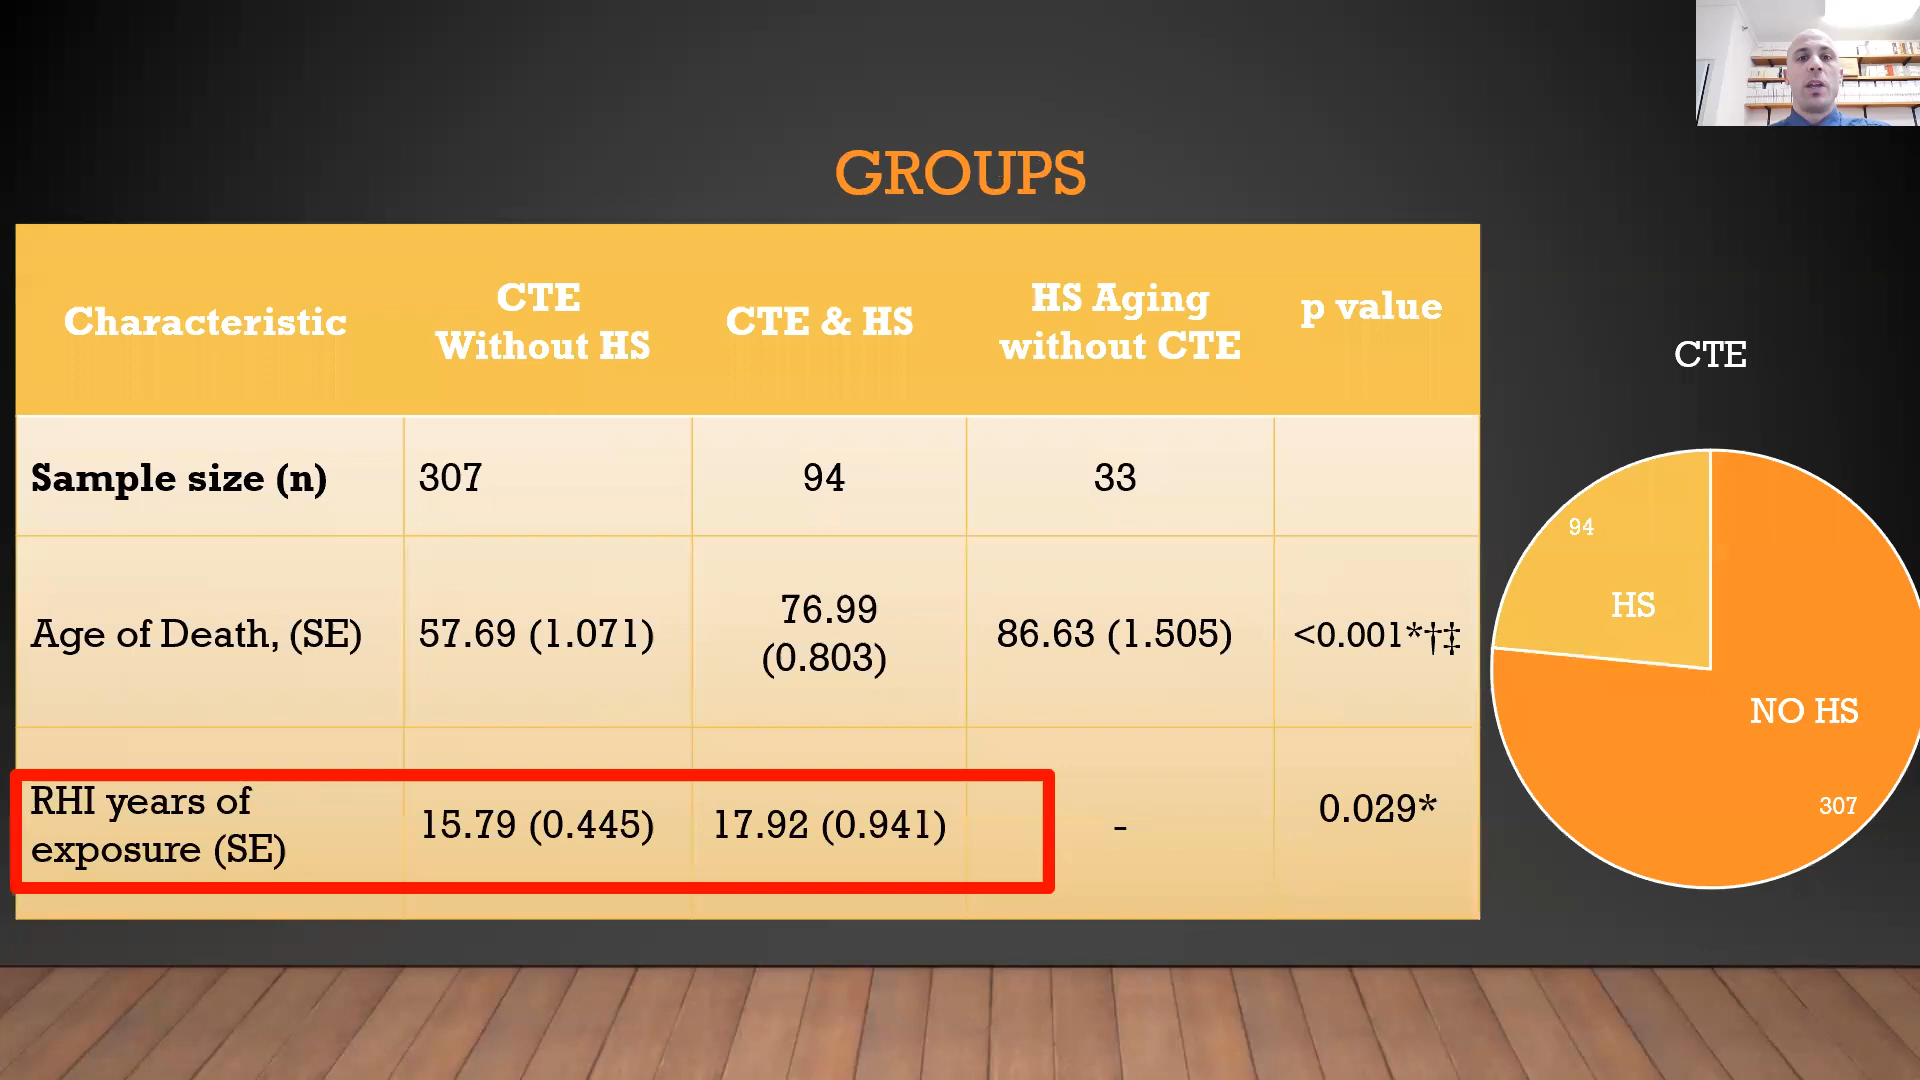 GROUPS
Characteristic
CTE
Without HS
CTE & HS
HS Aging
without CTE
p value
Sample size (n)
307
94
33
Age of Death, (SE)
57.69 (1.071)
76.99
(0.803)
86.63 (1.505)
<0.001*†‡
RHI years of
exposure (SE)
15.79 (0.445)
17.92 (0.941)
-
0.029*
CTE
94
HS
NO HS
307